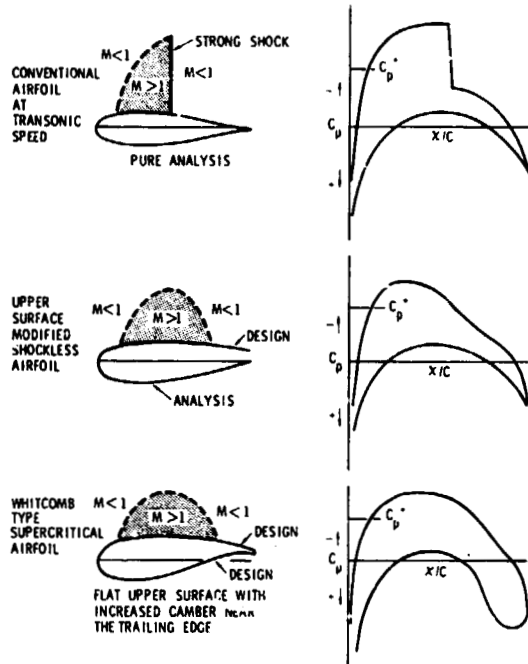 M<1
STRONG SHOCK
M<1
M>1
CONVENTIONAL
AIRFOIL
AT
TRANSONIC
SPEED
PURE ANALYSIS
Cp*
-
Cp
X/C
+
UPPER
SURFACE
MODIFIED
SHOCKLESS
AIRFOIL
M<1
M<1
M>1
DESIGN
ANALYSIS
Cp*
-
Cp
X/C
+
WHITCOMB
TYPE
SUPERCRITICAL
AIRFOIL
M<1
M<1
M>1
DESIGN
DESIGN
FLAT UPPER SURFACE WITH
INCREASED CAMBER NEAR
THE TRAILING EDGE
Cp*
-
Cp
X/C
+